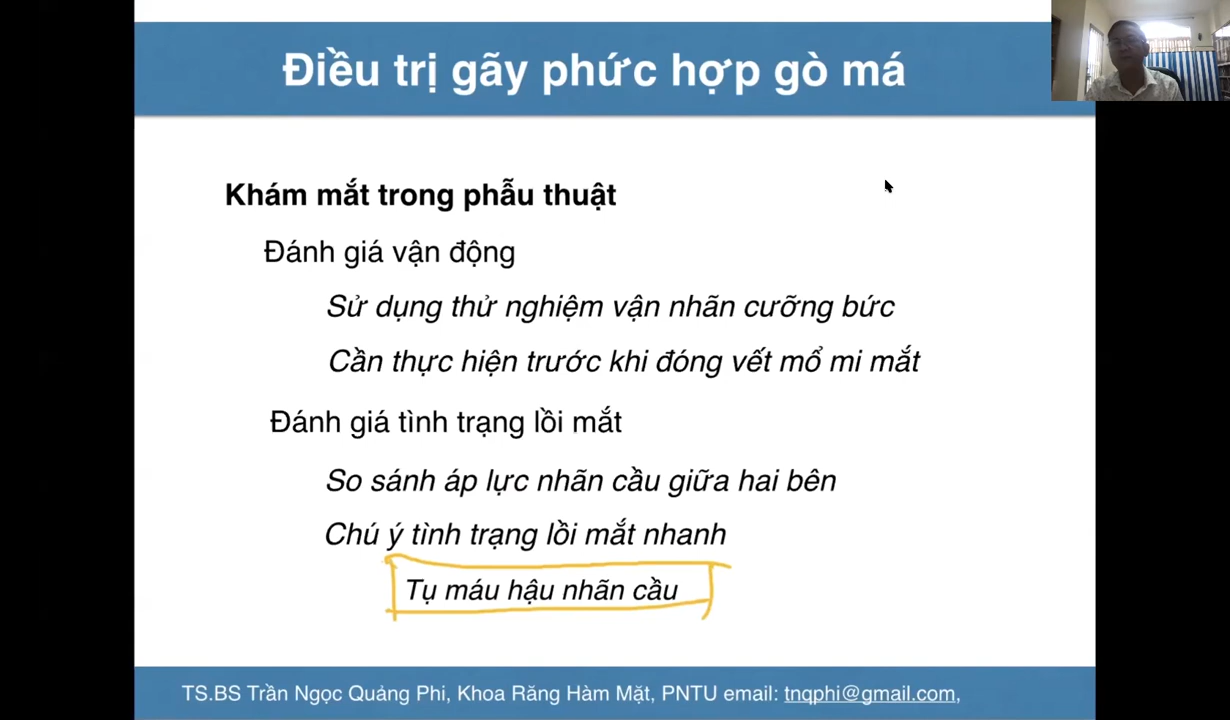 Điều trị gãy phức hợp gò má
Khám mắt trong phẫu thuật
Đánh giá vận động
Sử dụng thử nghiệm vận nhãn cưỡng bức
Cần thực hiện trước khi đóng vết mổ mi mắt
Đánh giá tình trạng lồi mắt
So sánh áp lực nhãn cầu giữa hai bên
Chú ý tình trạng lồi mắt nhanh
Tụ máu hậu nhãn cầu
TS.BS Trần Ngọc Quảng Phi, Khoa Răng Hàm Mặt, PNTU email: tnqphi@gmail.com,